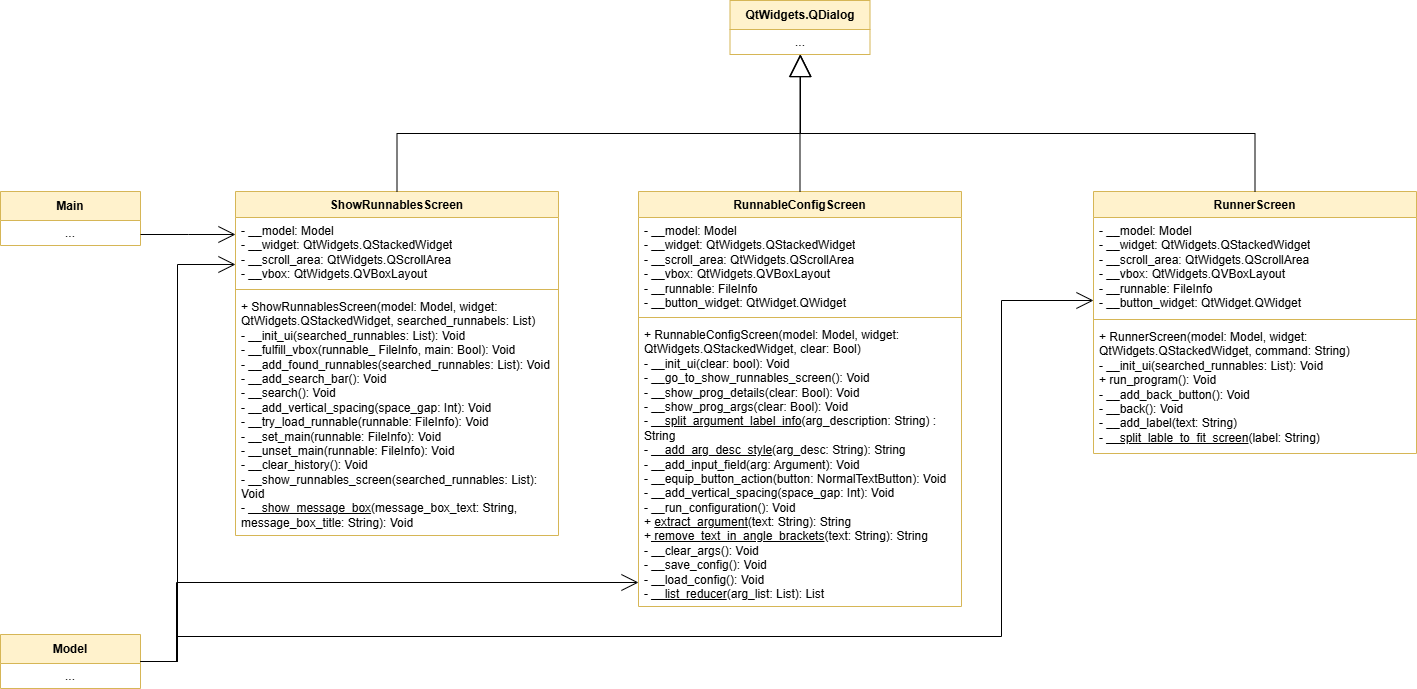 QtWidgets.QDialog
...
Main
...
ShowRunnablesScreen
- __model: Model
- __widget: QtWidgets.QStackedWidget
- __scroll_area: QtWidgets.QScrollArea
- __vbox: QtWidgets.QVBoxLayout
+ ShowRunnablesScreen(model: Model, widget:
QtWidgets.QStackedWidget, searched_runnabels: List)
- __init_ui(searched_runnables: List): Void
- __fulfill_vbox(runnable_ FileInfo, main: Bool): Void
- __add_found_runnables(searched_runnables: List): Void
- __add_search_bar(): Void
- __search(): Void
- __add_vertical_spacing(space_gap: Int): Void
- __try_load_runnable(runnable: FileInfo): Void
- __set_main(runnable: FileInfo): Void
- __unset_main(runnable: FileInfo): Void
- __clear_history(): Void
- __show_runnables_screen(searched_runnables: List):
Void
- __show_message_box(message_box_text: String,
message_box_title: String): Void
RunnableConfigScreen
- __model: Model
- __widget: QtWidgets.QStackedWidget
- __scroll_area: QtWidgets.QScrollArea
- __vbox: QtWidgets.QVBoxLayout
- __runnable: FileInfo
- __button_widget: QtWidget.QWidget
+ RunnableConfigScreen(model: Model, widget:
QtWidgets.QStackedWidget, clear: Bool)
- __init_ui(clear: bool): Void
- __go_to_show_runnables_screen(): Void
- __show_prog_details(clear: Bool): Void
- __show_prog_args(clear: Bool): Void
- __split_argument_label_info(arg_description: String) :
String
- __add_arg_desc_style(arg_desc: String): String
- __add_input_field(arg: Argument): Void
- __equip_button_action(button: NormalTextButton): Void
- __add_vertical_spacing(space_gap: Int): Void
- __run_configuration(): Void
+ extract_argument(text: String): String
+ remove_text_in_angle_brackets(text: String): String
- __clear_args(): Void
- __save_config(): Void
- __load_config(): Void
- __list_reducer(arg_list: List): List
RunnerScreen
- __model: Model
- __widget: QtWidgets.QStackedWidget
- __scroll_area: QtWidgets.QScrollArea
- __vbox: QtWidgets.QVBoxLayout
- __runnable: FileInfo
- __button_widget: QtWidget.QWidget
+ RunnerScreen(model: Model, widget:
QtWidgets.QStackedWidget, command: String)
- __init_ui(searched_runnables: List): Void
+ run_program(): Void
- __add_back_button(): Void
- __back(): Void
- __add_label(text: String)
- __split_lable_to_fit_screen(label: String)
Model
...